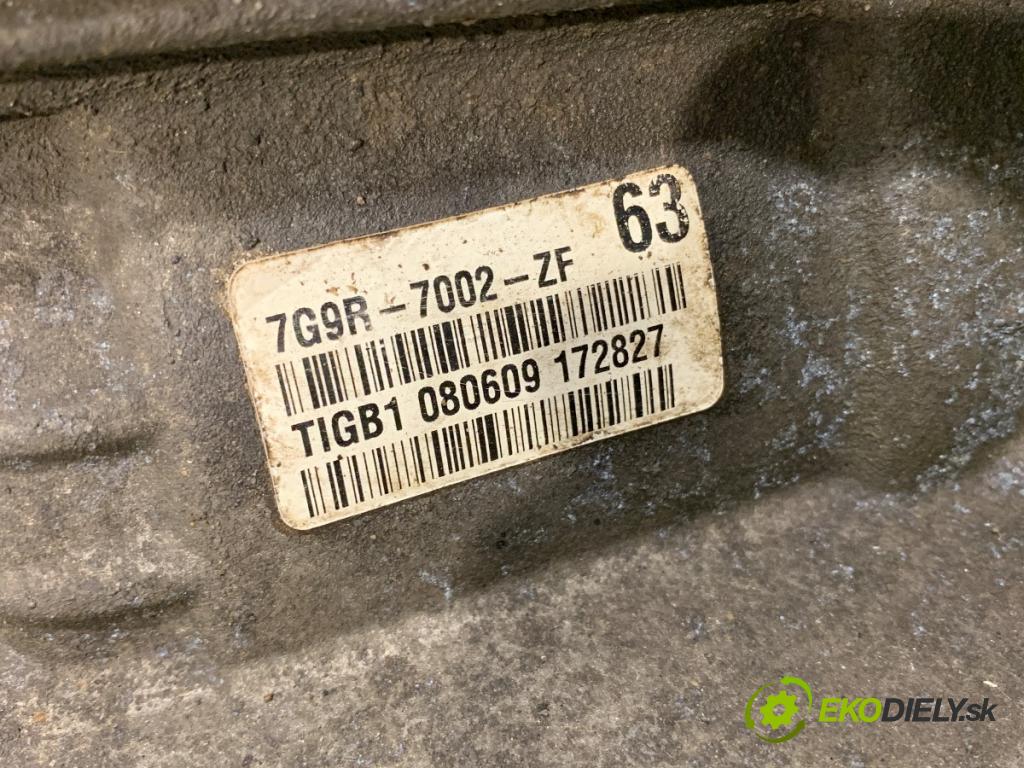 63
7G9R-7002-ZF
TIGB1 080609 172827
EKODIELY.sk